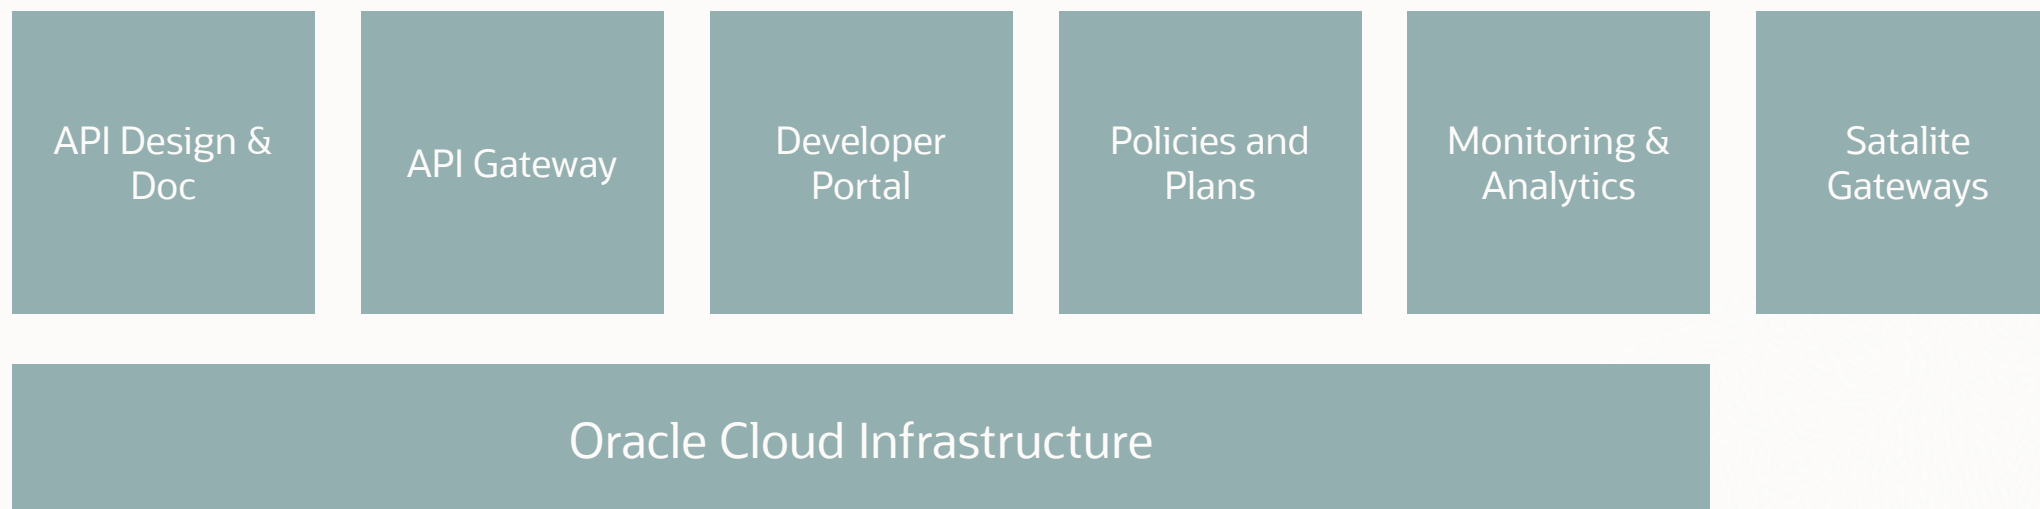 API Design &
Doc
API Gateway
Developer
Portal
Policies and
Plans
Monitoring &
Analytics
Satalite
Gateways
Oracle Cloud Infrastructure